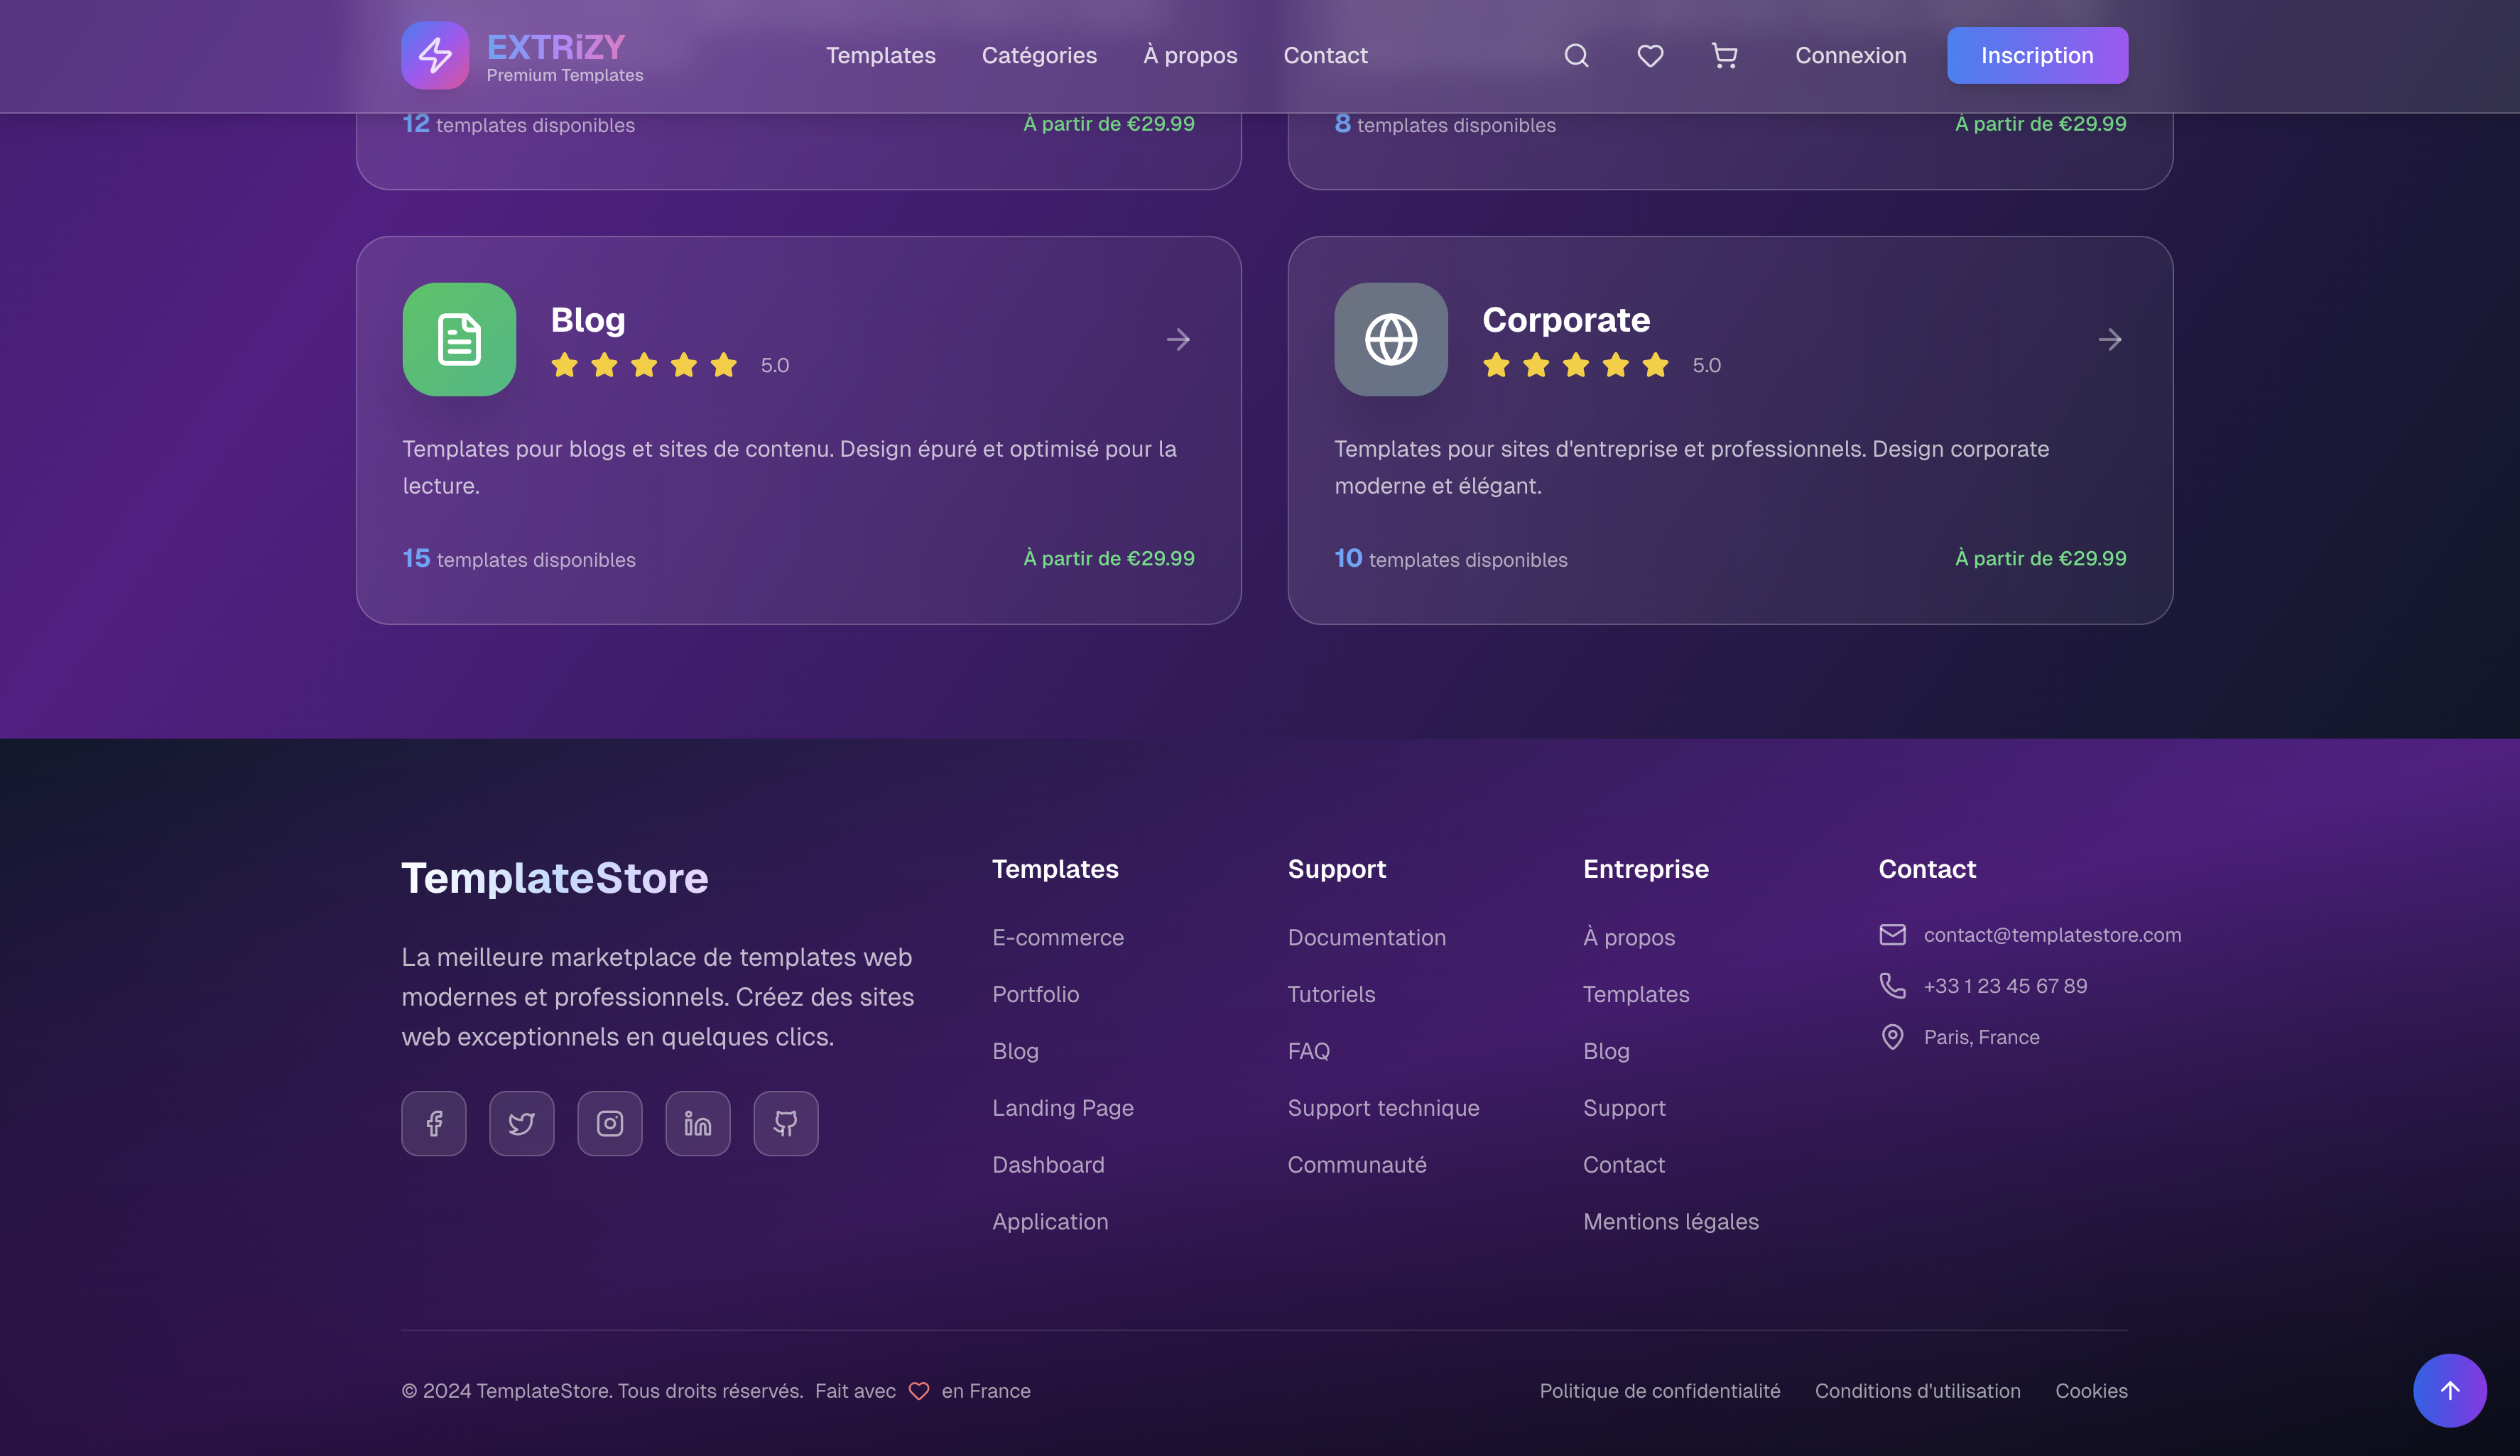 EXTRiZY
Premium Templates
Templates
Catégories
À propos
Contact
Connexion
Inscription
12 templates disponibles
À partir de €29.99
8 templates disponibles
À partir de €29.99
Blog
5.0
Templates pour blogs et sites de contenu. Design épuré et optimisé pour la
lecture.
15 templates disponibles
À partir de €29.99
Corporate
5.0
Templates pour sites d'entreprise et professionnels. Design corporate
moderne et élégant.
10 templates disponibles
À partir de €29.99
TemplateStore
La meilleure marketplace de templates web
modernes et professionnels. Créez des sites
web exceptionnels en quelques clics.
Templates
E-commerce
Portfolio
Blog
Landing Page
Dashboard
Application
Support
Documentation
Tutoriels
FAQ
Support technique
Communauté
Entreprise
À propos
Templates
Blog
Support
Contact
Mentions légales
Contact
contact@templatestore.com
+33 1 23 45 67 89
Paris, France
© 2024 TemplateStore. Tous droits réservés. Fait avec en France
Politique de confidentialité
Conditions d'utilisation
Cookies